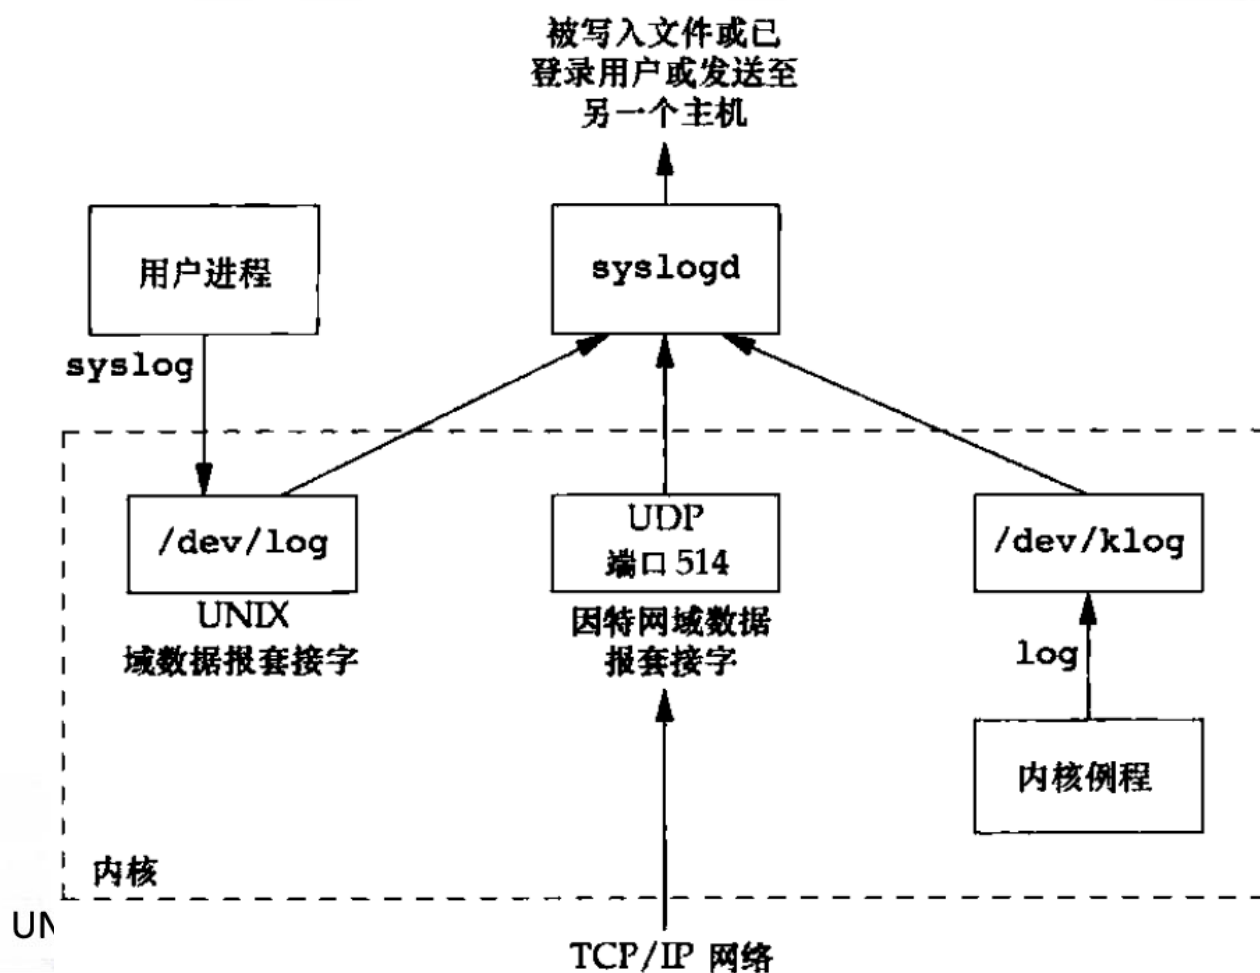 被写入文件或已
登录用户或发送至
另一个主机
用户进程
syslogd
syslog
/dev/log
UNIX
域数据报套接字
UDP
端口 514
因特网域数据
报套接字
/dev/klog
log
内核例程
内核
UN
TCP/IP 网络